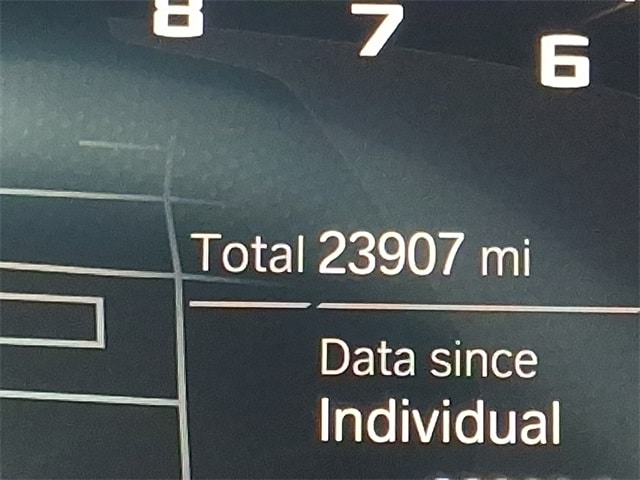 8 7 6
Total 23907 mi
Data since
Individual